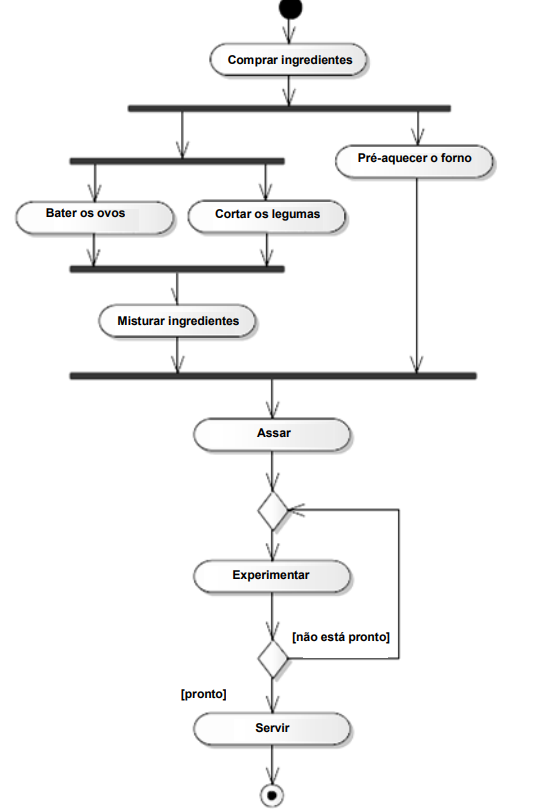 Comprar ingredientes
Pré-aquecer o forno
Bater os ovos
Cortar os legumas
Misturar ingredientes
Assar
Experimentar
[não está pronto]
[pronto]
Servir